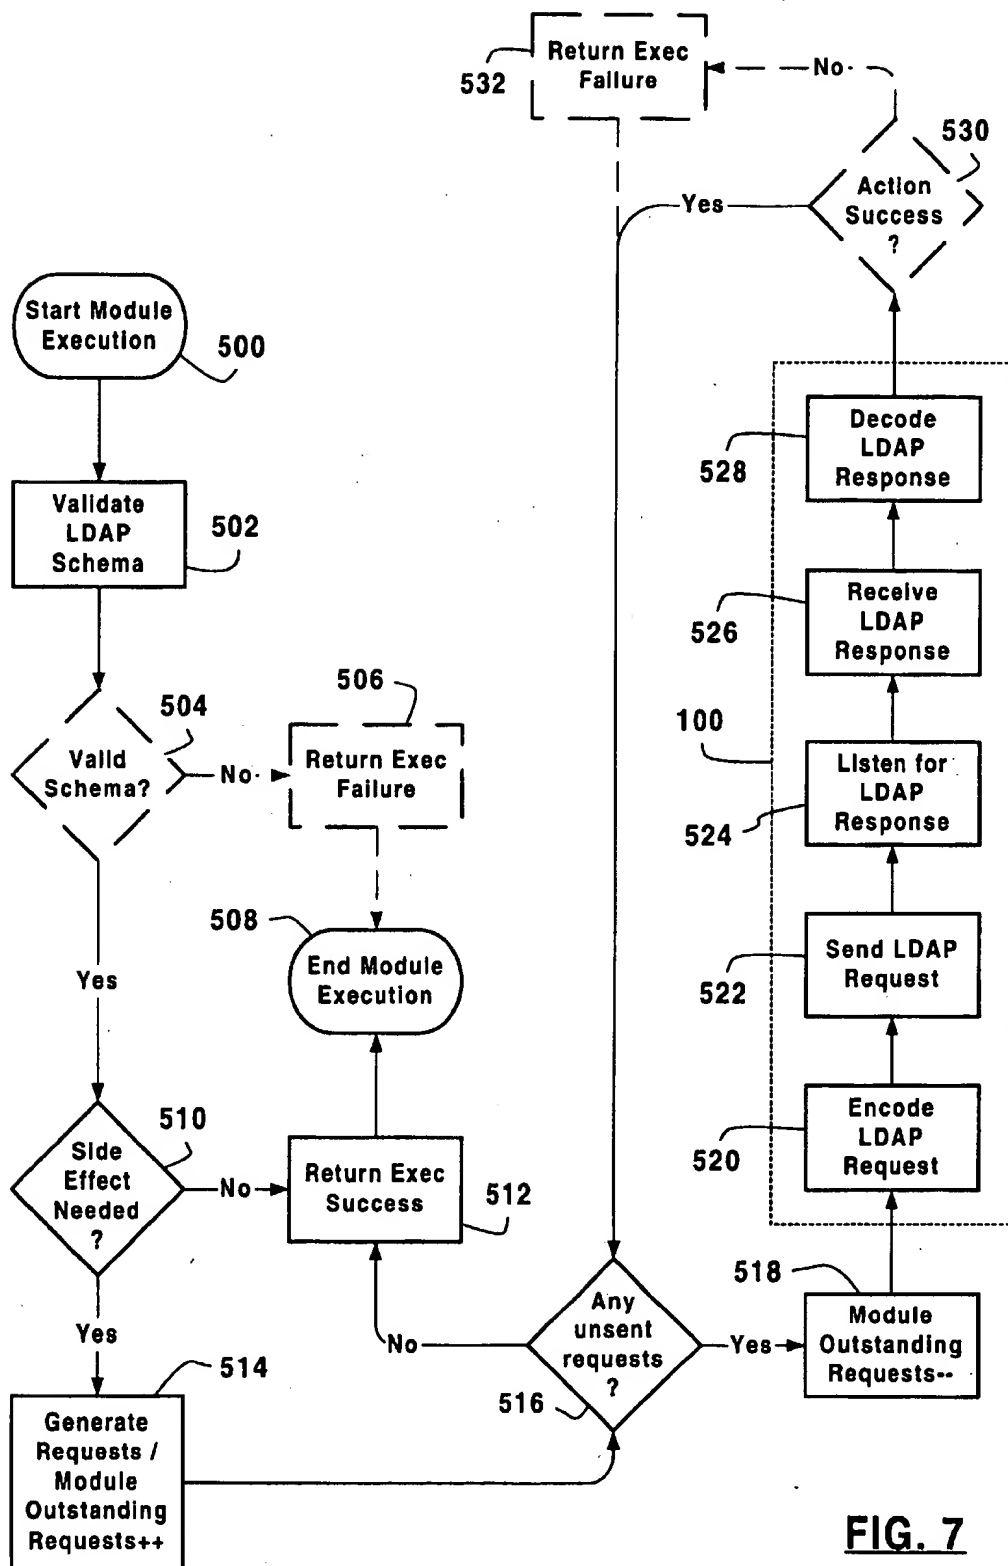 Return Exec
Failure
532
No
530
Action
Success
?
Yes
Start Module
Execution
500
Validate
LDAP
Schema
502
Valid
Schema?
504
No
506
Return Exec
Failure
508
End Module
Execution
Yes
Side
Effect
Needed
?
510
No
Return Exec
Success
512
Yes
514
Generate
Requests /
Module
Outstanding
Requests++
Any
unsent
requests
?
516
No
Yes
518
Module
Outstanding
Requests--
100
Decode
LDAP
Response
528
Receive
LDAP
Response
526
Listen for
LDAP
Response
524
Send LDAP
Request
522
Encode
LDAP
Request
520
FIG. 7